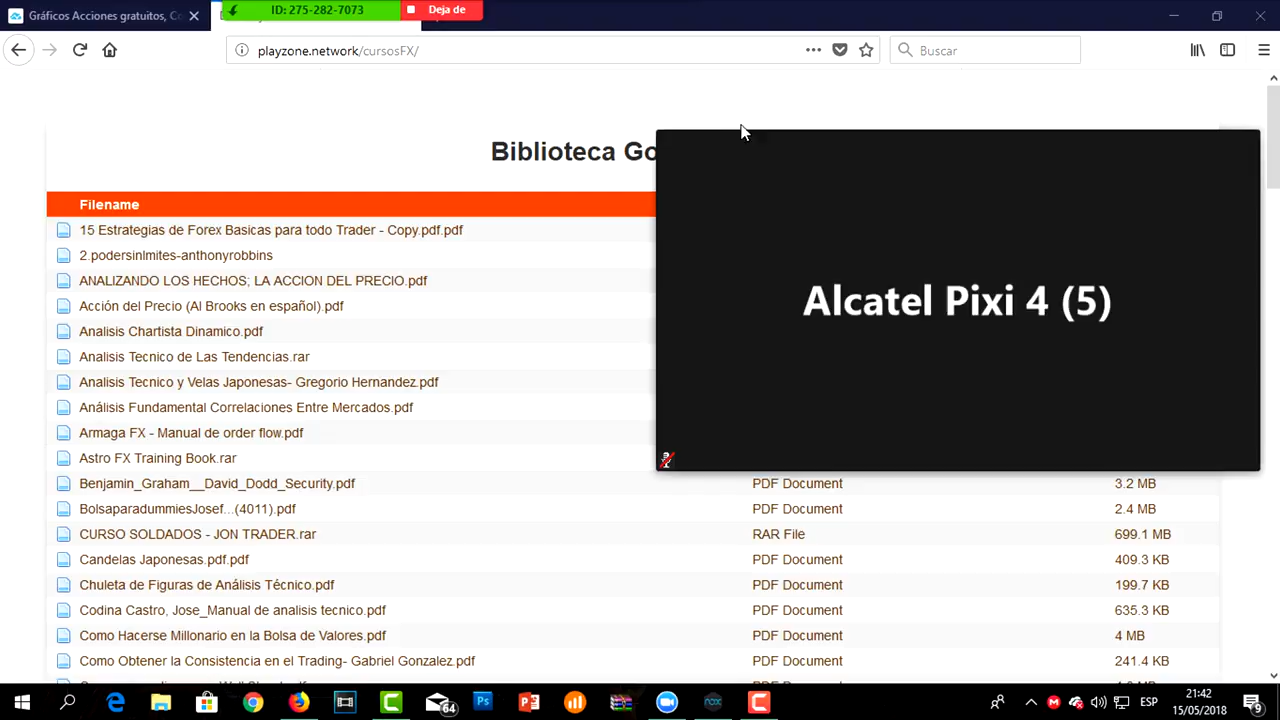 Gráficos Acciones gratuitos, Co
ID: 275-282-7073
Deja de
playzone.network/cursosFX/
Buscar
Biblioteca Go
Filename
15 Estrategias de Forex Basicas para todo Trader - Copy.pdf.pdf
2.podersinlmites-anthonyrobbins
ANALIZANDO LOS HECHOS; LA ACCION DEL PRECIO.pdf
Acción del Precio (Al Brooks en español).pdf
Analisis Chartista Dinamico.pdf
Analisis Tecnico de Las Tendencias.rar
Analisis Tecnico y Velas Japonesas- Gregorio Hernandez.pdf
Análisis Fundamental Correlaciones Entre Mercados.pdf
Armaga FX - Manual de order flow.pdf
Astro FX Training Book.rar
Alcatel Pixi 4 (5)
Benjamin_Graham__David_Dodd_Security.pdf PDF Document 3.2 MB
BolsaparadummiesJosef...(4011).pdf PDF Document 2.4 MB
CURSO SOLDADOS - JON TRADER.rar RAR File 699.1 MB
Candelas Japonesas.pdf.pdf PDF Document 409.3 KB
Chuleta de Figuras de Análisis Técnico.pdf PDF Document 199.7 KB
Codina Castro, Jose_Manual de analisis tecnico.pdf PDF Document 635.3 KB
Como Hacerse Millonario en la Bolsa de Valores.pdf PDF Document 4 MB
Como Obtener la Consistencia en el Trading- Gabriel Gonzalez.pdf PDF Document 241.4 KB
64
Ps
nox
ESP
21:42
15/05/2018
9